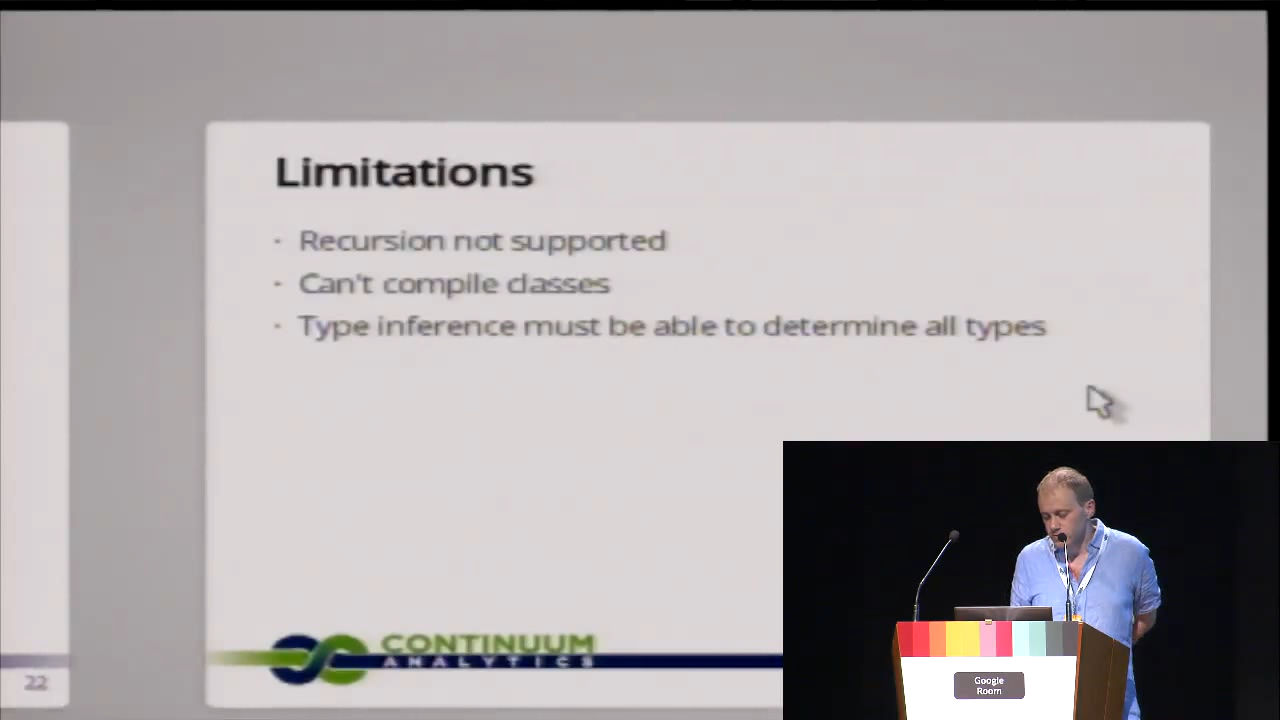 Limitations
· Recursion not supported
· Can't compile classes
· Type inference must be able to determine all types
CONTINUUM
ANALYTICS
22
Google
Room